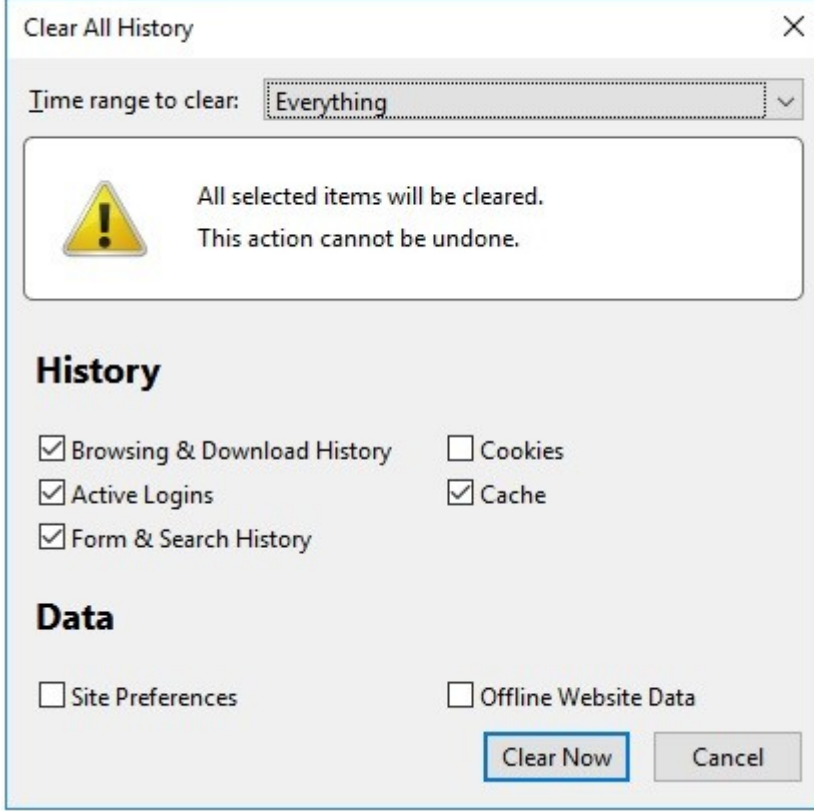 Clear All History
Time range to clear: Everything
All selected items will be cleared.
This action cannot be undone.
History
Browsing & Download History Cookies
Active Logins Cache
Form & Search History
Data
Site Preferences Offline Website Data
Clear Now Cancel